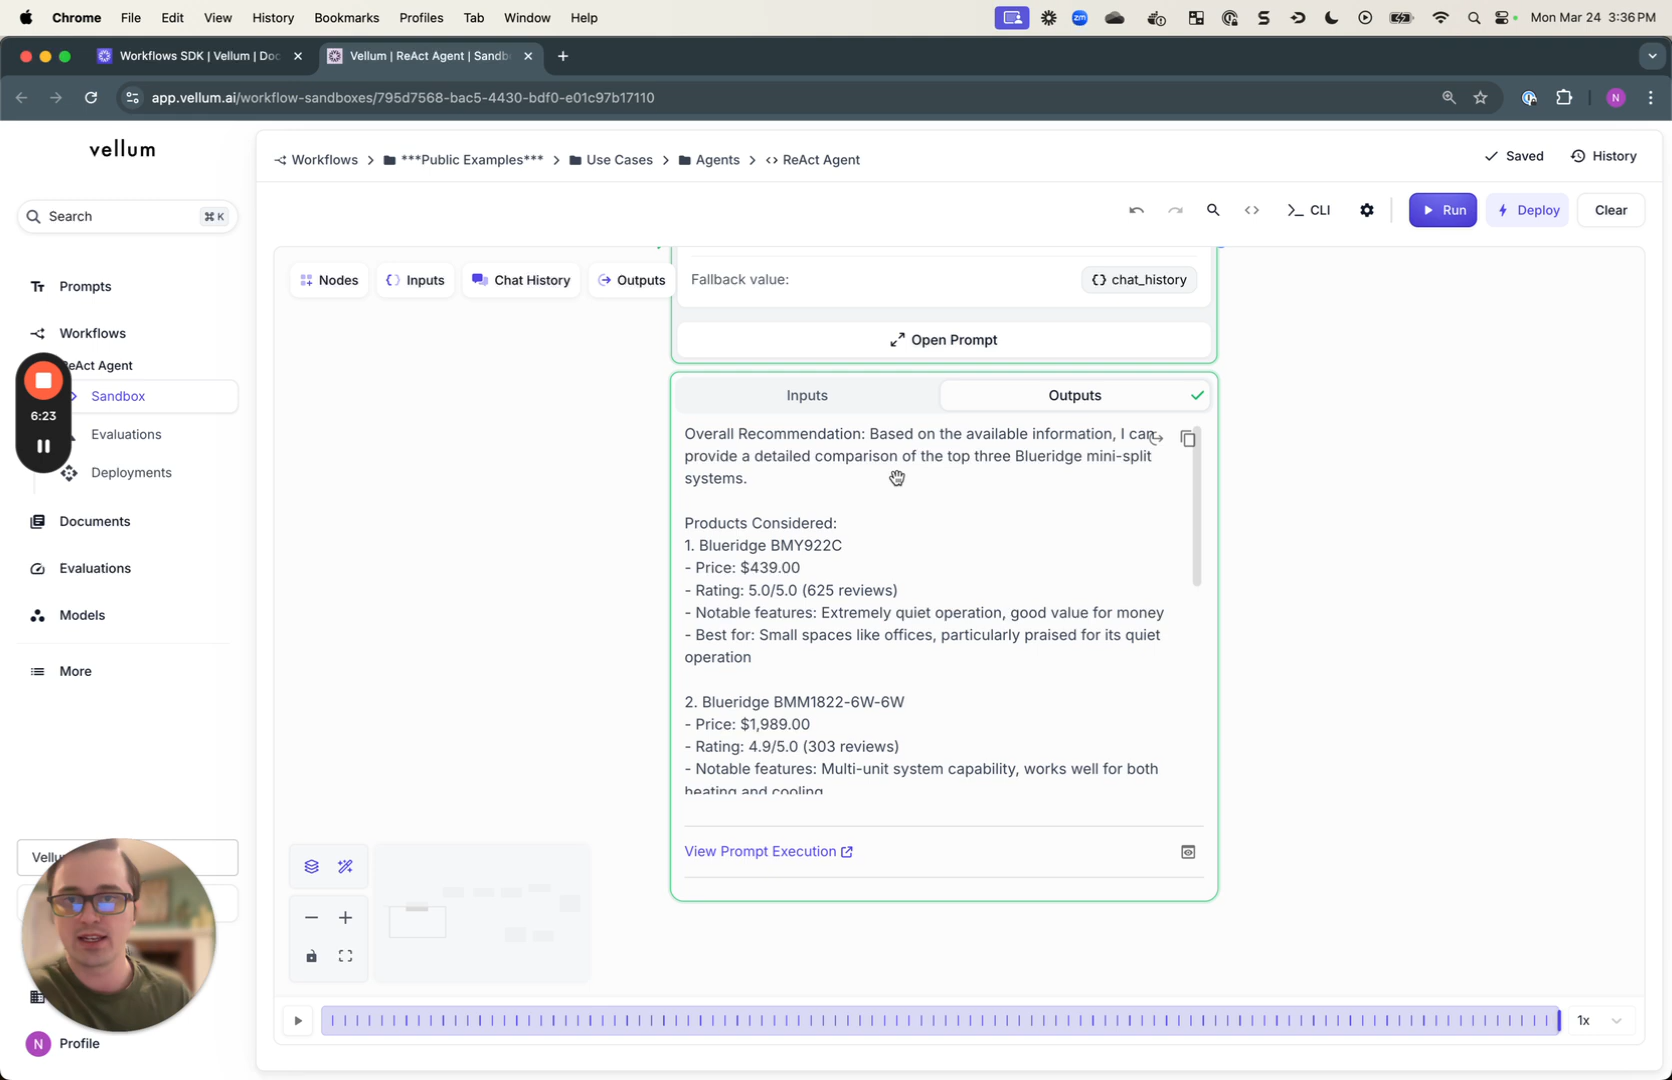 Chrome File Edit View History Bookmarks Profiles Tab Window Help
zm
Mon Mar 24 3:36 PM
Workflows SDK | Vellum | Doc
Vellum | ReAct Agent | Sandb
app.vellum.ai/workflow-sandboxes/795d7568-bac5-4430-bdf0-e01c97b17110
N
vellum
Workflows > ***Public Examples*** > Use Cases > Agents > <> ReAct Agent
Saved
History
Search
⌘ K
>_ CLI
Run
Deploy
Clear
Nodes
Inputs
Chat History
Outputs
Fallback value:
{} chat_history
Open Prompt
Tт Prompts
Workflows
ReAct Agent
Sandbox
6:23
Evaluations
Deployments
Documents
Evaluations
Models
More
Inputs
Outputs
Overall Recommendation: Based on the available information, I can
provide a detailed comparison of the top three Blueridge mini-split
systems.
Products Considered:
1. Blueridge BMY922C
- Price: $439.00
- Rating: 5.0/5.0 (625 reviews)
- Notable features: Extremely quiet operation, good value for money
- Best for: Small spaces like offices, particularly praised for its quiet
operation
2. Blueridge BMM1822-6W-6W
- Price: $1,989.00
- Rating: 4.9/5.0 (303 reviews)
- Notable features: Multi-unit system capability, works well for both
heating and cooling
View Prompt Execution
Vellu
N Profile
1x